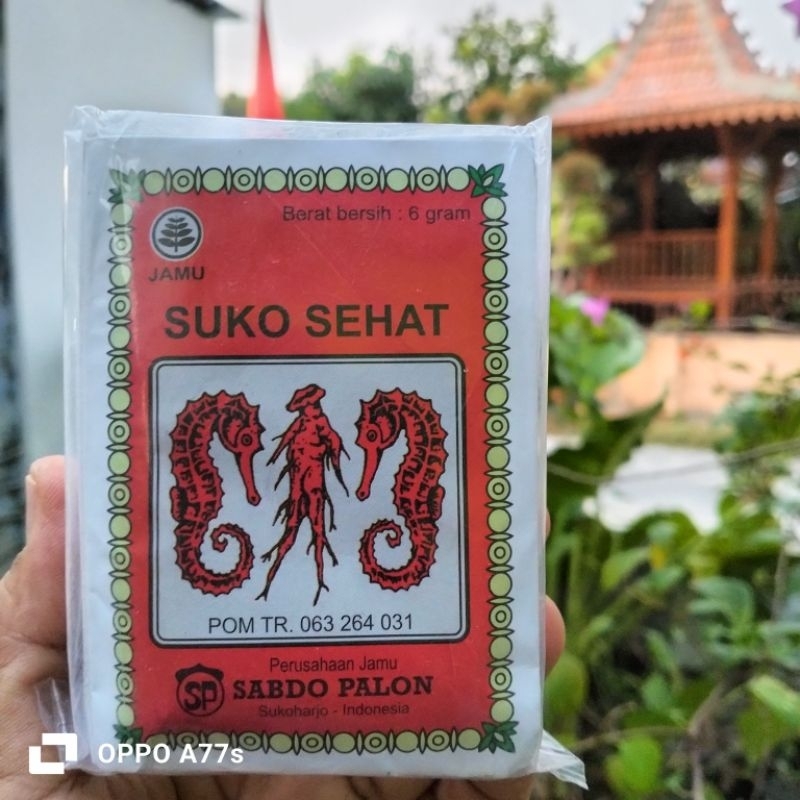 Berat bersih : 6 gram
JAMU
SUKO SEHAT
POM TR. 063 264 031
Perusahaan Jamu
SP SABDO PALON
Sukoharjo - Indonesia
OPPO A77s